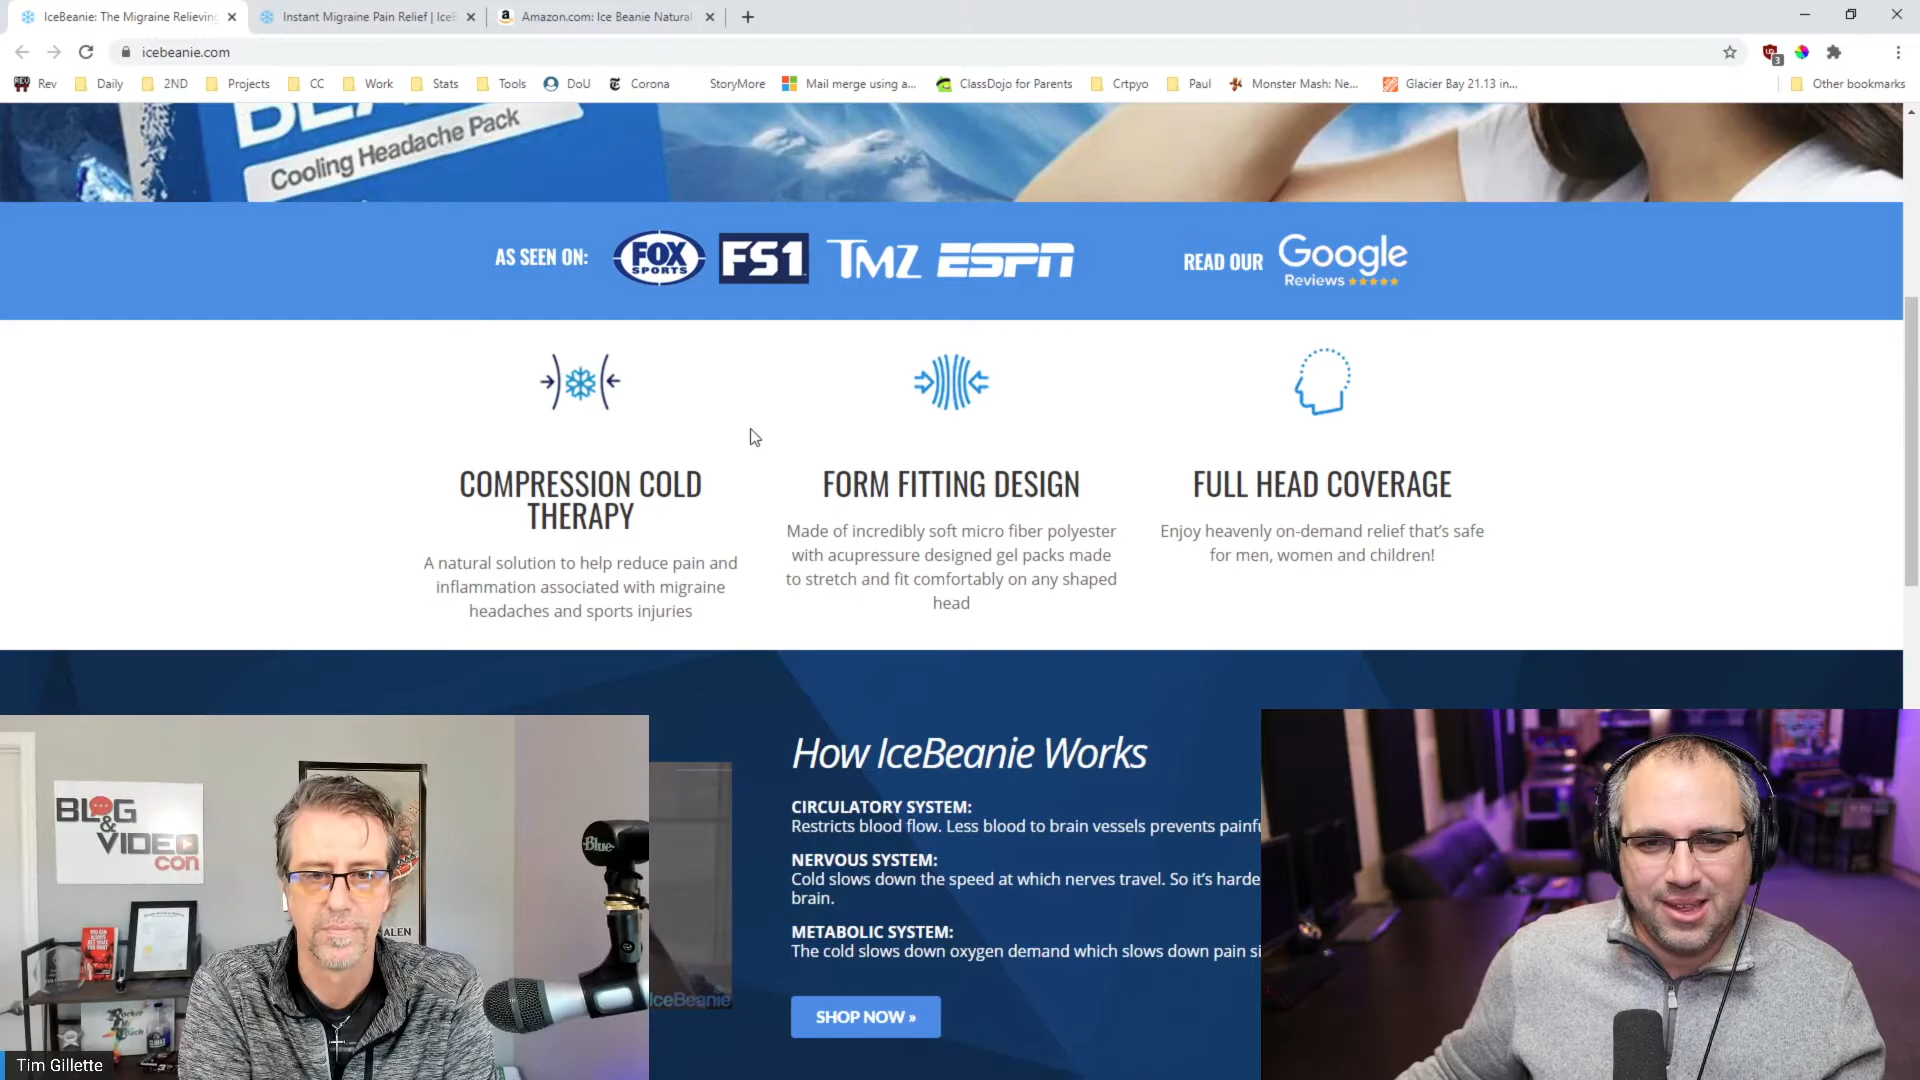 IceBeanie: The Migraine Relieving
Instant Migraine Pain Relief | IceB
Amazon.com: Ice Beanie Natural
icebeanie.com
3
Rev
Daily
2ND
Projects
CC
Work
Stats
Tools
DoU
Corona
StoryMore
Mail merge using a...
ClassDojo for Parents
Crtpyo
Paul
Monster Mash: Ne...
Glacier Bay 21.13 in...
Other bookmarks
Cooling Headache Pack
AS SEEN ON:
FOX
SPORTS
FS1
TMZ
ESPN
READ OUR
Google
Reviews
COMPRESSION COLD
THERAPY
A natural solution to help reduce pain and
inflammation associated with migraine
headaches and sports injuries
FORM FITTING DESIGN
Made of incredibly soft micro fiber polyester
with acupressure designed gel packs made
to stretch and fit comfortably on any shaped
head
FULL HEAD COVERAGE
Enjoy heavenly on-demand relief that's safe
for men, women and children!
How IceBeanie Works
CIRCULATORY SYSTEM:
Restricts blood flow. Less blood to brain vessels prevents painfu
NERVOUS SYSTEM:
Cold slows down the speed at which nerves travel. So it's harde
brain.
METABOLIC SYSTEM:
The cold slows down oxygen demand which slows down pain si
SHOP NOW »
IceBeanie
BLOG
&
VIDEO
con
ALEN
Blue
Tim Gillette